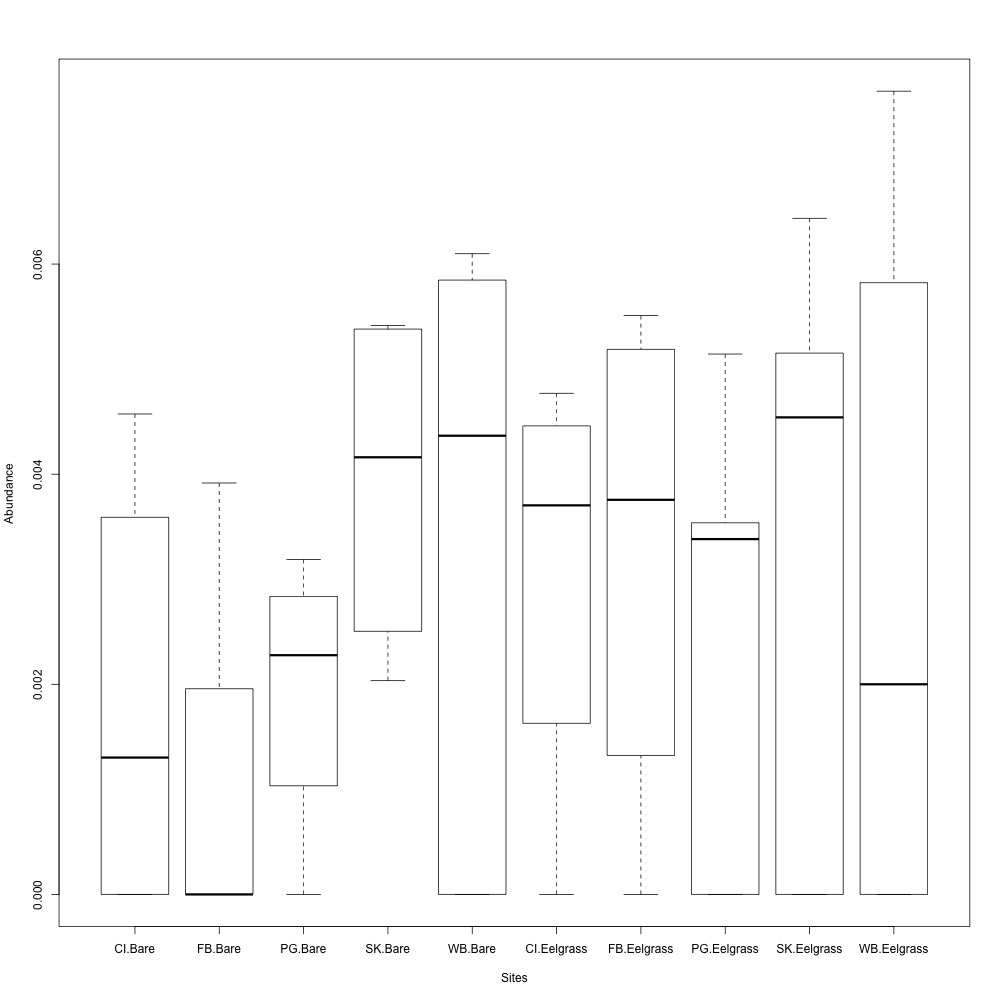 Abundance
0.006
0.004
0.002
0.000
CI.Bare FB.Bare PG.Bare SK.Bare WB.Bare CI.Eelgrass FB.Eelgrass PG.Eelgrass SK.Eelgrass WB.Eelgrass
Sites